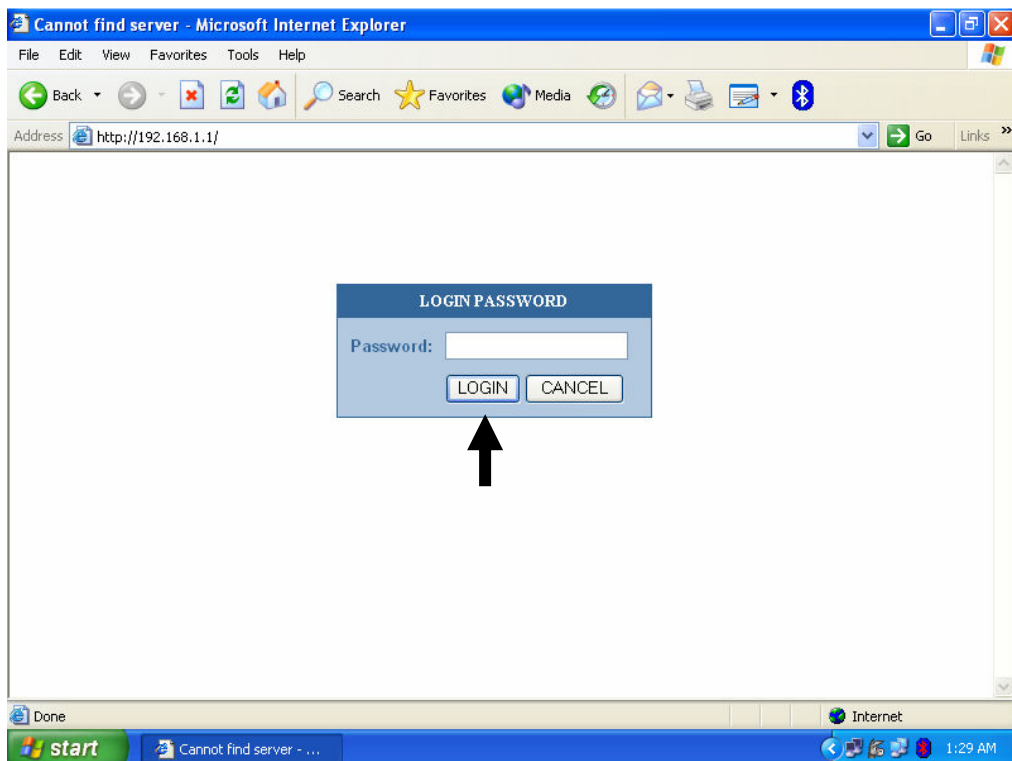 Cannot find server - Microsoft Internet Explorer
File Edit View Favorites Tools Help
Back Search Favorites Media
Address http://192.168.1.1/ Go Links »
LOGIN PASSWORD
Password:
LOGIN CANCEL
Done Internet
start Cannot find server - ... 1:29 AM